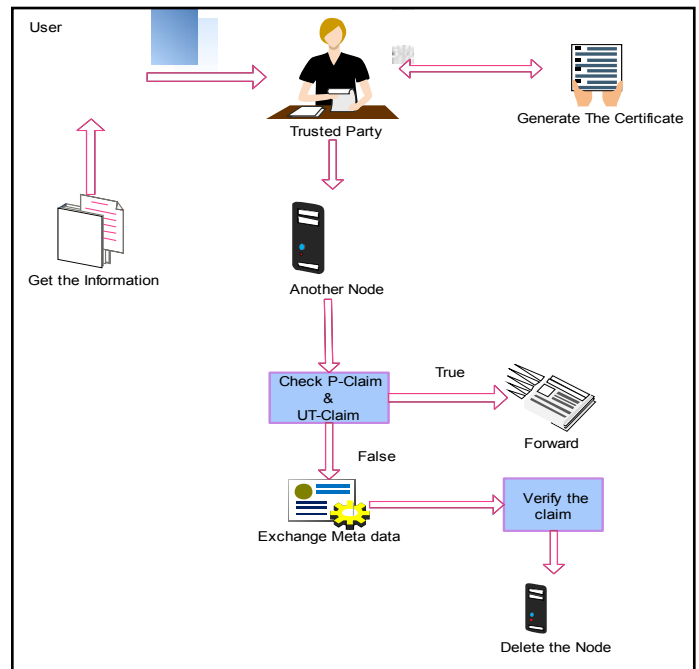 User
Trusted Party
Generate The Certificate
Get the Information
Another Node
Check P-Claim
&
UT-Claim
True
Forward
False
Exchange Meta data
Verify the
claim
Delete the Node